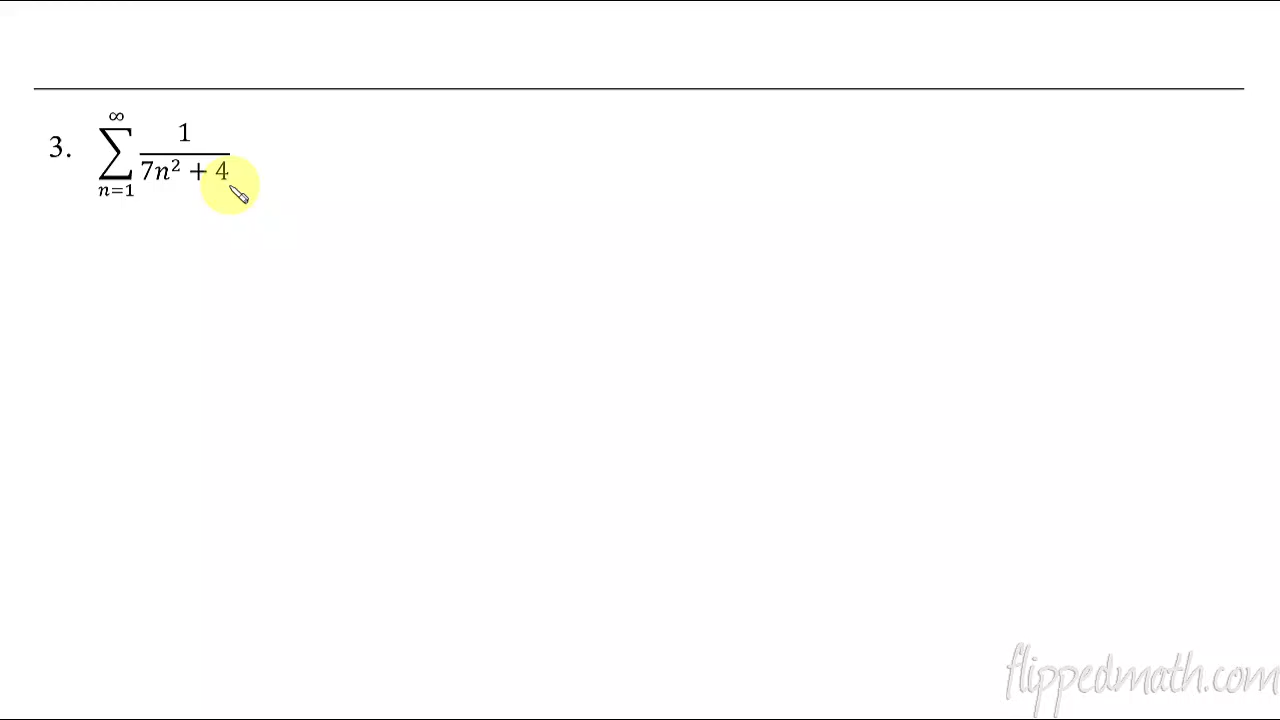 3. ∑_{n=1}^{∞} 1/(7n² + 4)
flippedmath.com